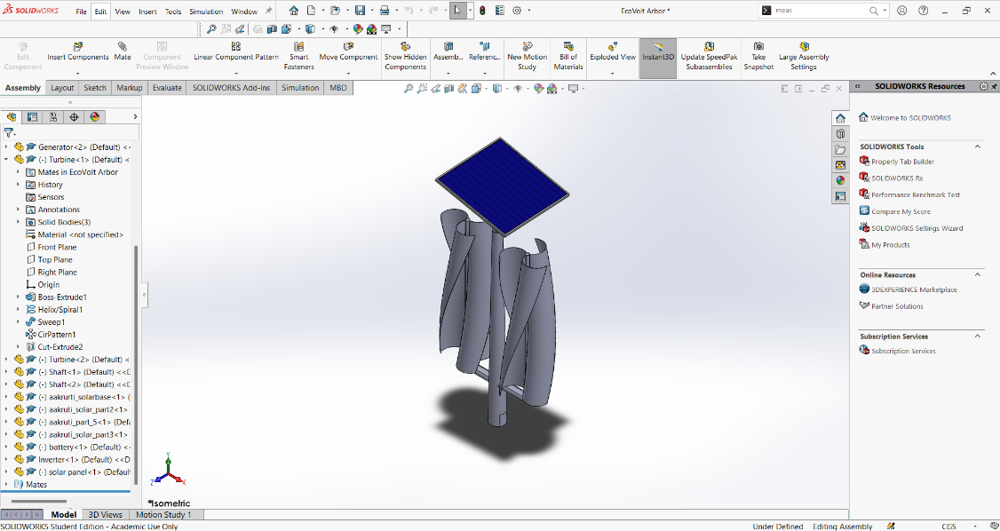 SOLIDWORKS File Edit View Insert Tools Simulation Window EcoVolt Arbor * meas
Edit Component
Insert Components
Mate
Component Preview Window
Linear Component Pattern
Smart Fasteners
Move Component
Show Hidden Components
Assemb...
Referenc...
New Motion Study
Bill of Materials
Exploded View
Instant3D
Update SpeedPak Subassemblies
Take Snapshot
Large Assembly Settings
Assembly Layout Sketch Markup Evaluate SOLIDWORKS Add-Ins Simulation MBD
Generator<2> (Default) <<
(-) Turbine<1> (Default) <
Mates in EcoVolt Arbor
History
Sensors
Annotations
Solid Bodies(3)
Material <not specified>
Front Plane
Top Plane
Right Plane
Origin
Boss-Extrude1
Helix/Spiral1
Sweep1
CirPattern1
Cut-Extrude2
(-) Turbine<2> (Default) <
(-) Shaft<1> (Default) <<D
(-) Shaft<2> (Default) <<D
(-) aakruti_solarbase<1> (
(-) aakruti_solar_part2<1>
(-) aakruti_part_5<1> (Defa
(-) aakruti_solar_part3<1>
(-) battery<1> (Default) <<
Inverter<1> (Default) <<D
(-) solar panel<1> (Default
Mates
Y
Z
X
*Isometric
SOLIDWORKS Resources
Welcome to SOLIDWORKS
SOLIDWORKS Tools
Property Tab Builder
SOLIDWORKS Rx
Performance Benchmark Test
Compare My Score
SOLIDWORKS Settings Wizard
My Products
Online Resources
3DEXPERIENCE Marketplace
Partner Solutions
Subscription Services
Subscription Services
Model 3D Views Motion Study 1
SOLIDWORKS Student Edition - Academic Use Only Under Defined Editing Assembly CGS